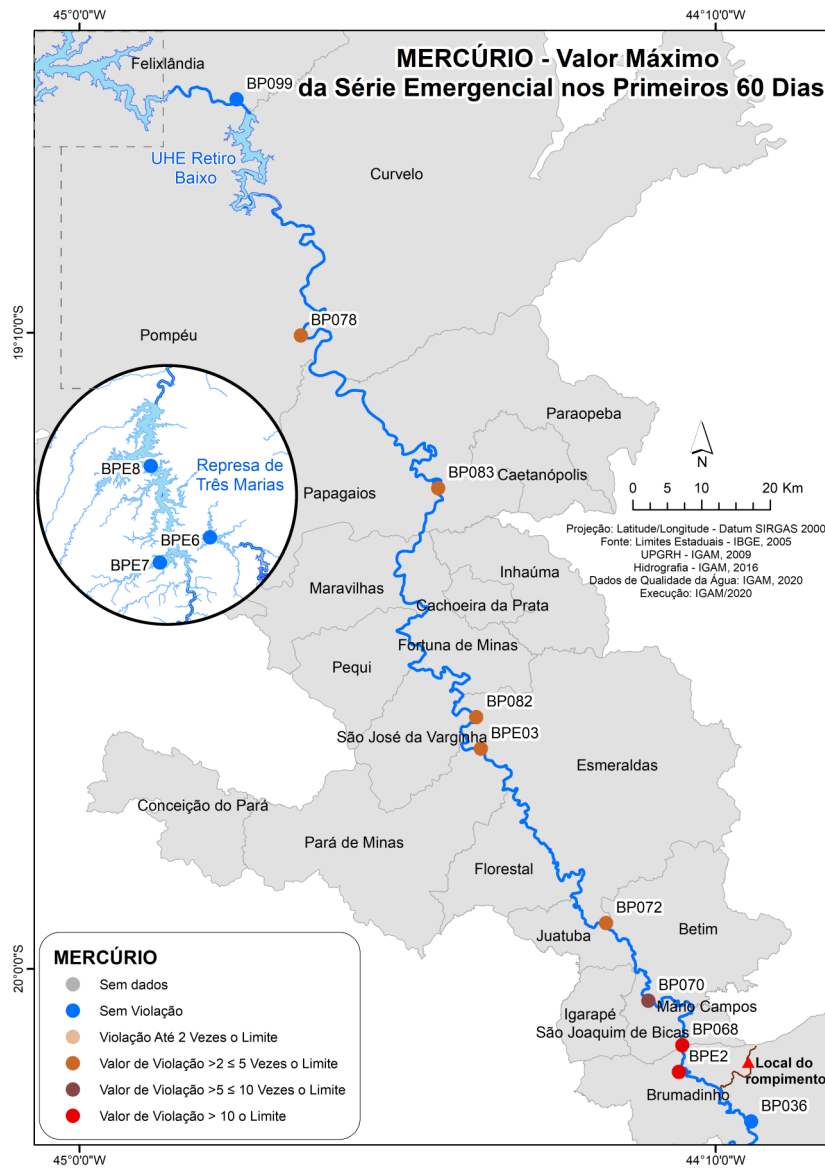 45°0'0"W
44°10'0"W
MERCÚRIO - Valor Máximo
da Série Emergencial nos Primeiros 60 Dias
Felixlândia
BP099
UHE Retiro
Baixo
Curvelo
19°10'0"S
BP078
Pompéu
Paraopeba
BPE8
Represa de
Três Marias
BP083
Caetanópolis
N
Papagaios
0 5 10 20 Km
BPE6
BPE7
Projeção: Latitude/Longitude - Datum SIRGAS 2000
Fonte: Limites Estaduais - IBGE, 2005
UPGRH - IGAM, 2009
Hidrografia - IGAM, 2016
Dados de Qualidade da Água: IGAM, 2020
Execução: IGAM/2020
Inhaúma
Maravilhas
Cachoeira da Prata
Fortuna de Minas
Pequi
BP082
São José da Varginha
BPE03
Esmeraldas
Conceição do Pará
Pará de Minas
Florestal
BP072
Juatuba
Betim
20°0'0"S
MERCÚRIO
Sem dados
Sem Violação
Violação Até 2 Vezes o Limite
Valor de Violação >2 ≤ 5 Vezes o Limite
Valor de Violação >5 ≤ 10 Vezes o Limite
Valor de Violação > 10 o Limite
BP070
Mário Campos
Igarapé
São Joaquim de Bicas
BP068
BPE2
Local do
rompimento
Brumadinho
BP036
45°0'0"W
44°10'0"W